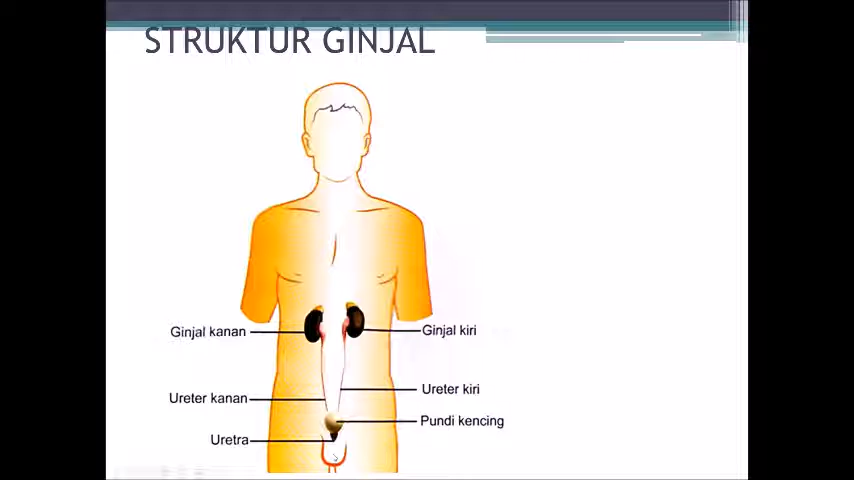 STRUKTUR GINJAL
Ginjal kanan
Ginjal kiri
Ureter kiri
Ureter kanan
Pundi kencing
Uretra